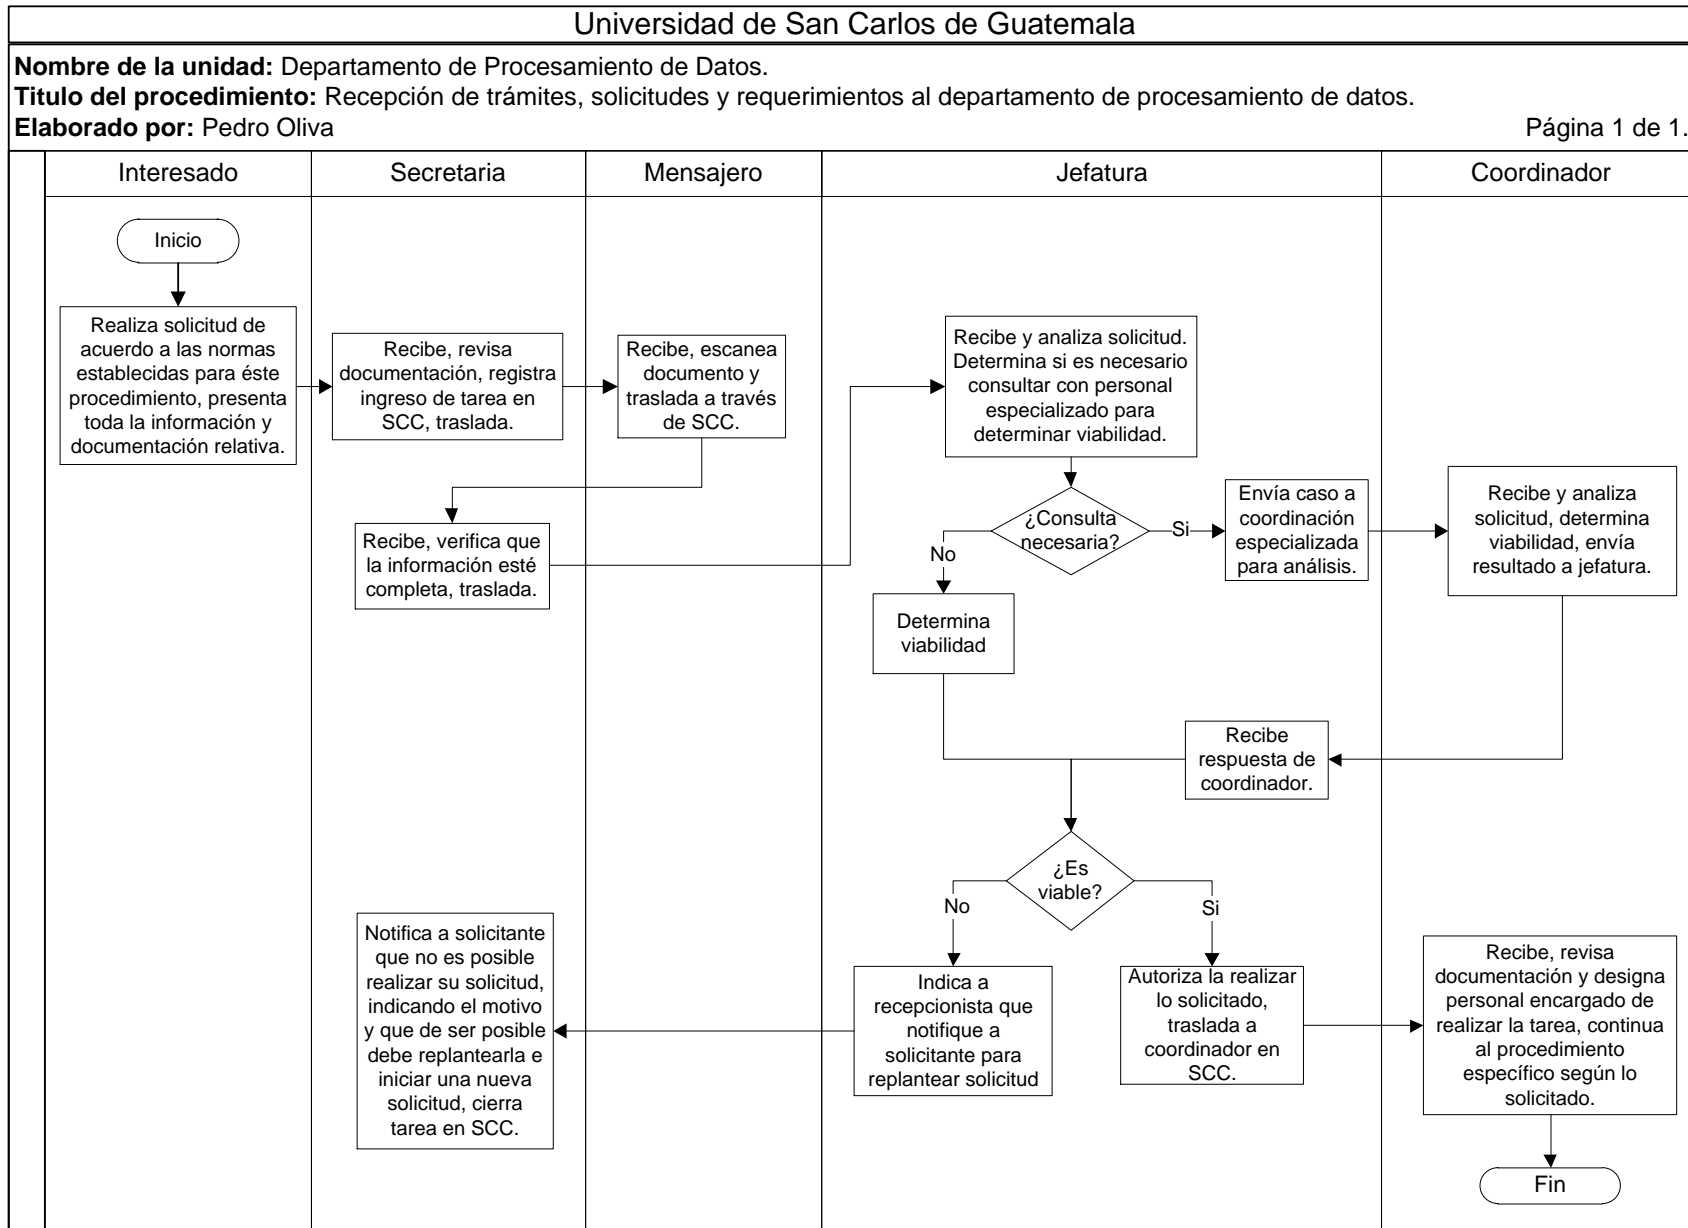 Universidad de San Carlos de Guatemala
Nombre de la unidad: Departamento de Procesamiento de Datos.
Titulo del procedimiento: Recepción de trámites, solicitudes y requerimientos al departamento de procesamiento de datos.
Elaborado por: Pedro Oliva
Página 1 de 1.
Interesado
Secretaria
Mensajero
Jefatura
Coordinador
Inicio
Realiza solicitud de
acuerdo a las normas
establecidas para éste
procedimiento, presenta
toda la información y
documentación relativa.
Recibe, revisa
documentación, registra
ingreso de tarea en
SCC, traslada.
Recibe, escanea
documento y
traslada a través
de SCC.
Recibe, verifica que
la información esté
completa, traslada.
Recibe y analiza solicitud.
Determina si es necesario
consultar con personal
especializado para
determinar viabilidad.
¿Consulta
necesaria?
Si
No
Envía caso a
coordinación
especializada
para análisis.
Recibe y analiza
solicitud, determina
viabilidad, envía
resultado a jefatura.
Determina
viabilidad
Recibe
respuesta de
coordinador.
¿Es
viable?
No
Si
Indica a
recepcionista que
notifique a
solicitante para
replantear solicitud
Notifica a solicitante
que no es posible
realizar su solicitud,
indicando el motivo
y que de ser posible
debe replantearla e
iniciar una nueva
solicitud, cierra
tarea en SCC.
Autoriza la realizar
lo solicitado,
traslada a
coordinador en
SCC.
Recibe, revisa
documentación y designa
personal encargado de
realizar la tarea, continua
al procedimiento
específico según lo
solicitado.
Fin